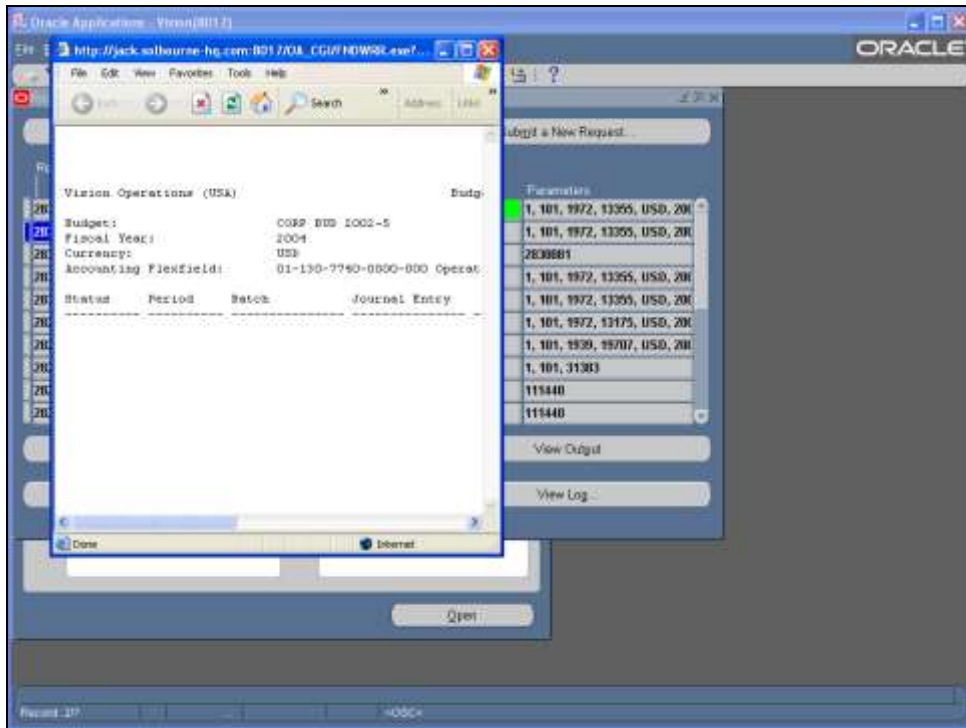 Oracle Applications - Vision(8017)
http://jack.solbourne-hq.com:8017/OA_CGI/FNDWRR.exe?...
ORACLE
File Edit View Favorites Tools Help
Search Address Links
Submit a New Request...
Vision Operations (USA) Budg
Parameters
Budget: CORP BUD 2002-5
Fiscal Year: 2004
Currency: USD
Accounting Flexfield: 01-130-7740-0000-000 Operat
Status Period Batch Journal Entry
1, 101, 1972, 13355, USD, 200
1, 101, 1972, 13355, USD, 200
2830881
1, 101, 1972, 13355, USD, 200
1, 101, 1972, 13355, USD, 200
1, 101, 1972, 13175, USD, 200
1, 101, 1939, 19707, USD, 200
1, 101, 31383
111440
111440
View Output
View Log...
Done Internet
Open
<OSC>